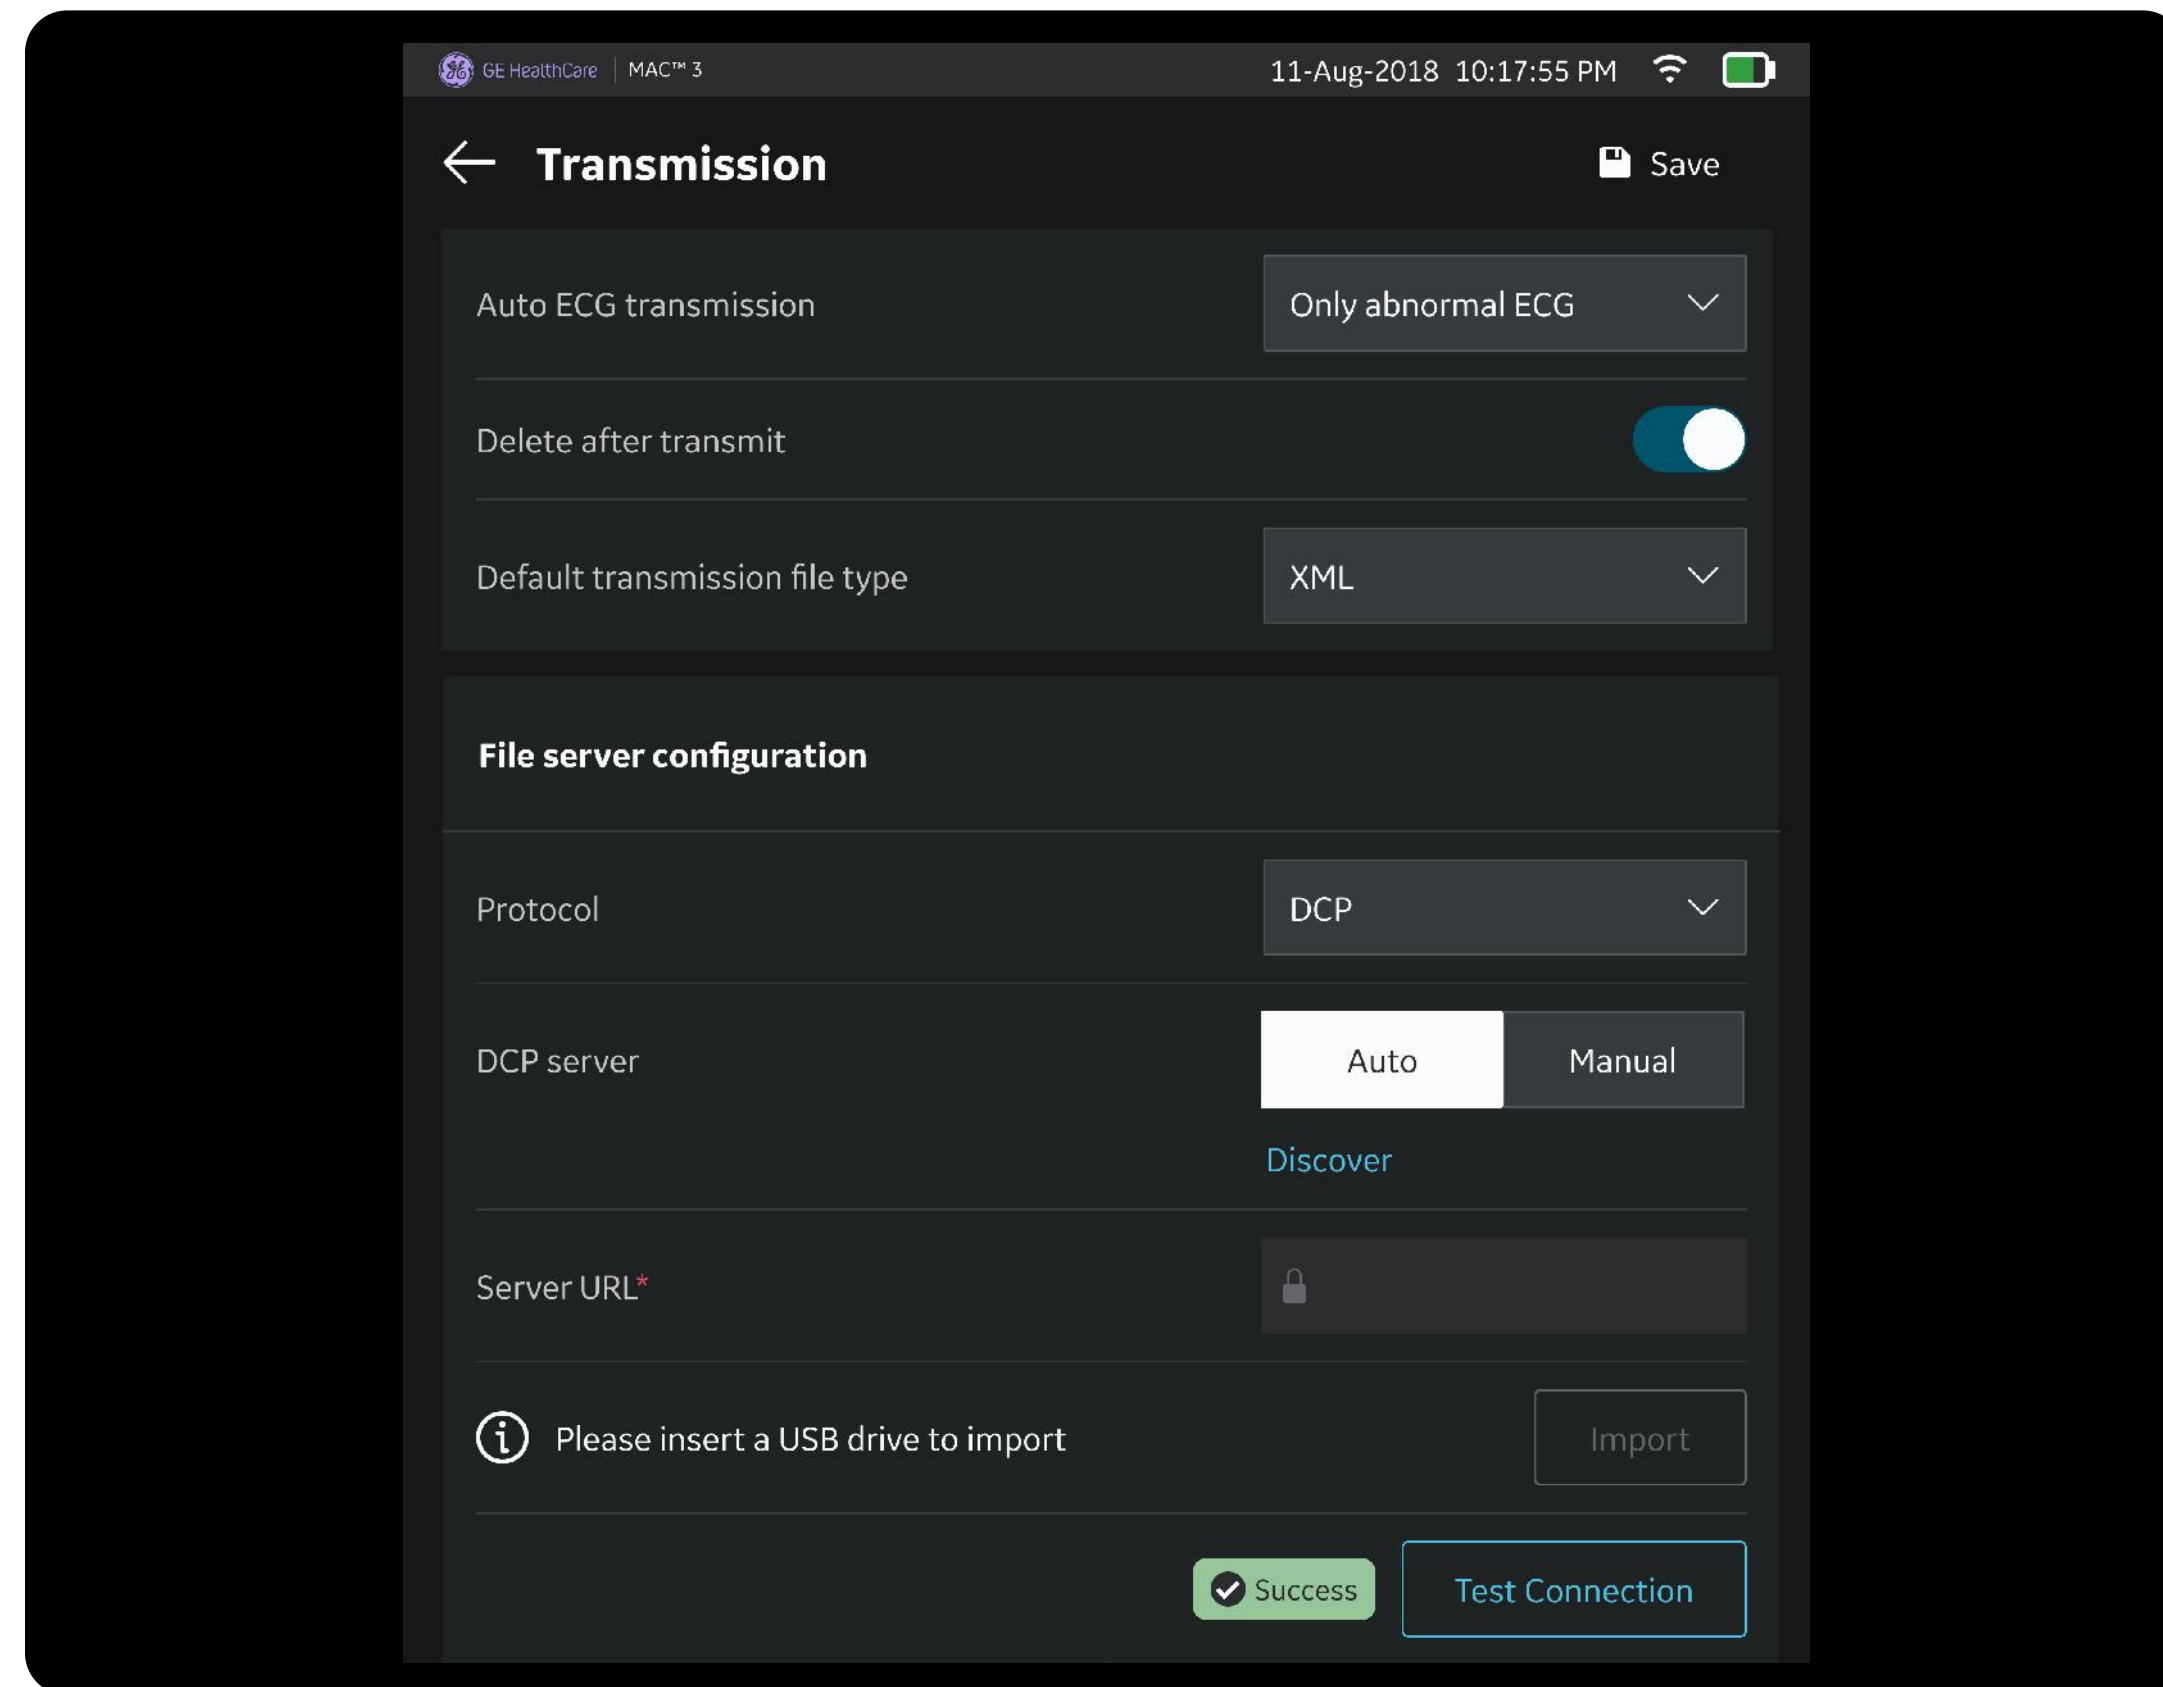 GE HealthCare | MAC™ 3
11-Aug-2018 10:17:55 PM
Transmission
Save
Auto ECG transmission
Only abnormal ECG
Delete after transmit
Default transmission file type
XML
File server configuration
Protocol
DCP
DCP server
Auto
Manual
Discover
Server URL*
Please insert a USB drive to import
Import
Success
Test Connection